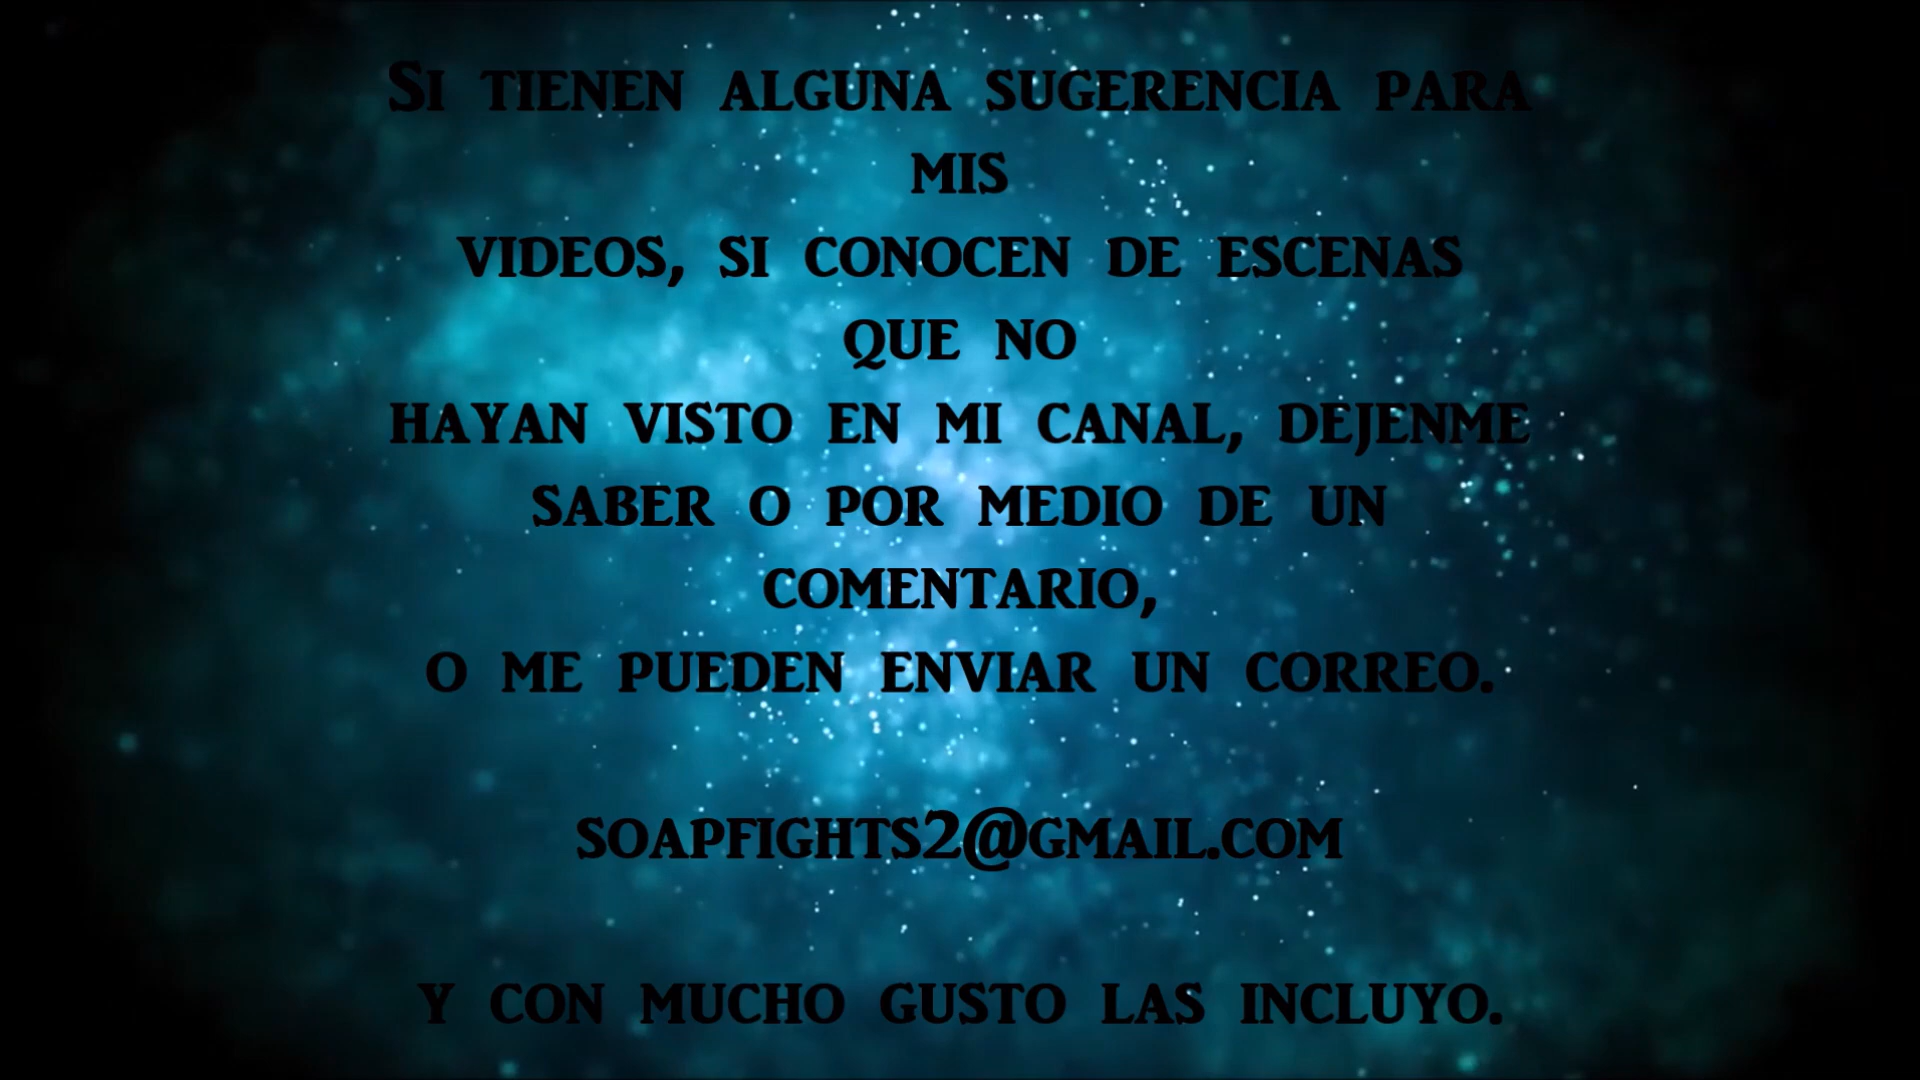 Si tienen alguna sugerencia para
mis
videos, si conocen de escenas
que no
hayan visto en mi canal, dejenme
saber o por medio de un
comentario,
o me pueden enviar un correo.
soapfights2@gmail.com
y con mucho gusto las incluyo.